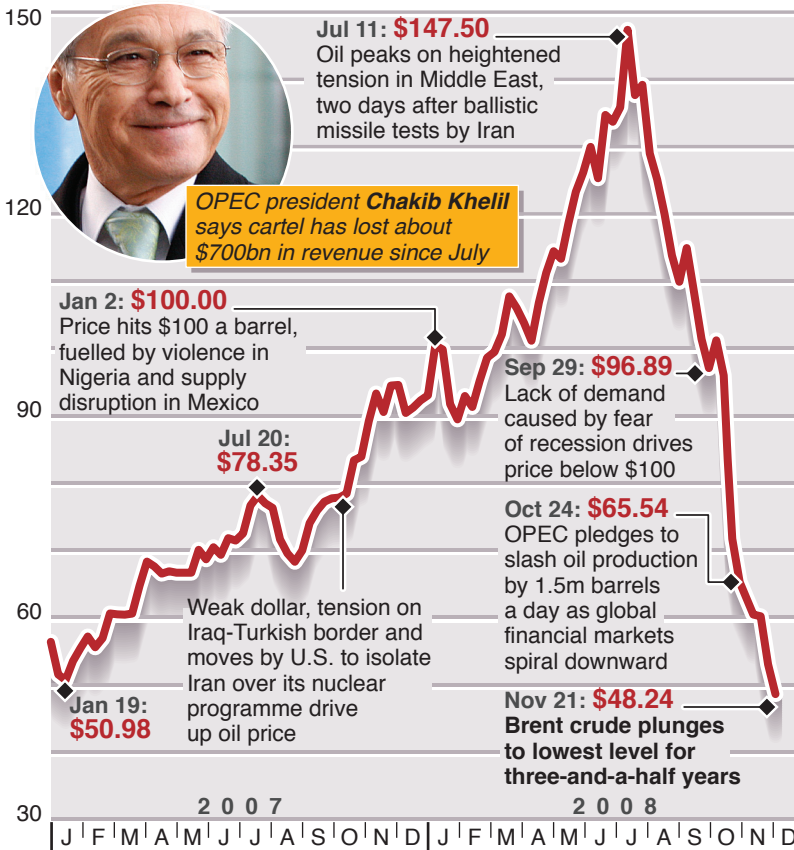 150
120
90
60
30
Jul 11: $147.50
Oil peaks on heightened
tension in Middle East,
two days after ballistic
missile tests by Iran
OPEC president Chakib Khelil
says cartel has lost about
$700bn in revenue since July
Jan 2: $100.00
Price hits $100 a barrel,
fuelled by violence in
Nigeria and supply
disruption in Mexico
Jul 20:
$78.35
Sep 29: $96.89
Lack of demand
caused by fear
of recession drives
price below $100
Oct 24: $65.54
OPEC pledges to
slash oil production
by 1.5m barrels
a day as global
financial markets
spiral downward
Weak dollar, tension on
Iraq-Turkish border and
moves by U.S. to isolate
Iran over its nuclear
programme drive
up oil price
Jan 19:
$50.98
Nov 21: $48.24
Brent crude plunges
to lowest level for
three-and-a-half years
2007 2008
J F M A M J J A S O N D J F M A M J J A S O N D